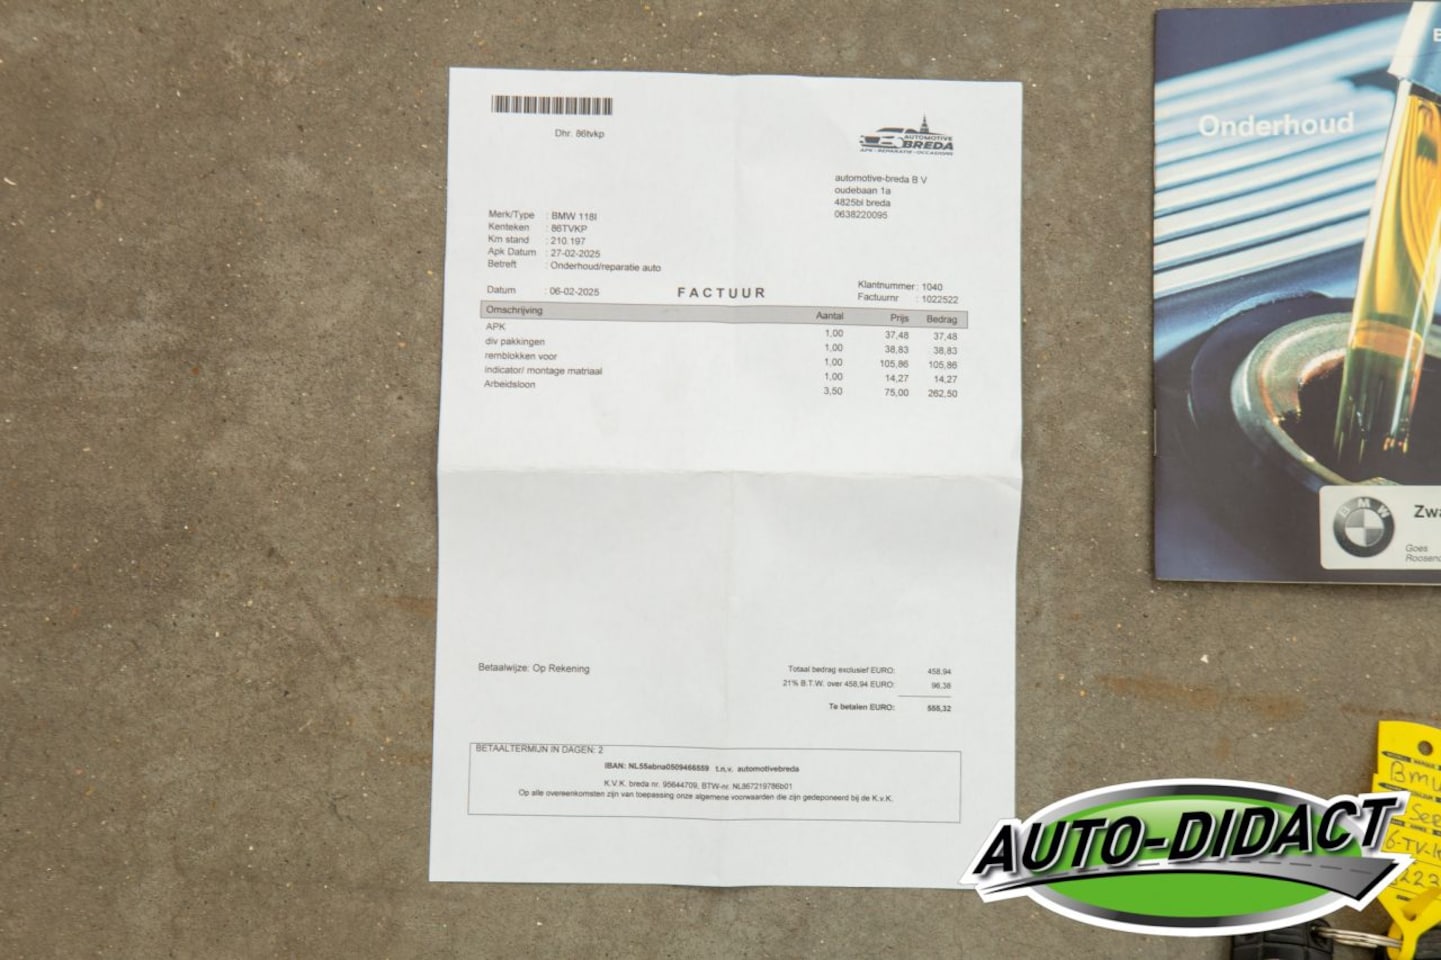 Dhr. 86tvkp
AUTOMOTIVE
BREDA
APK - REPARATIE - OCCASIONS
automotive-breda B V
oudebaan 1a
4825bl breda
0638220095
Merk/Type : BMW 118I
Kenteken : 86TVKP
Km stand : 210.197
Apk Datum : 27-02-2025
Betreft : Onderhoud/reparatie auto
Datum : 06-02-2025
FACTUUR
Klantnummer : 1040
Factuurnr : 1022522
Omschrijving Aantal Prijs Bedrag
APK 1,00 37,48 37,48
div pakkingen 1,00 38,83 38,83
remblokken voor 1,00 105,86 105,86
indicator/ montage matriaal 1,00 14,27 14,27
Arbeidsloon 3,50 75,00 262,50
Betaalwijze: Op Rekening
Totaal bedrag exclusief EURO: 458,94
21% B.T.W. over 458,94 EURO: 96,38
Te betalen EURO: 555,32
BETAALTERMIJN IN DAGEN: 2
IBAN: NL55abna0509466559 t.n.v. automotivebreda
K.V.K. breda nr. 95644709, BTW-nr. NL867219786b01
Op alle overeenkomsten zijn van toepassing onze algemene voorwaarden die zijn gedeponeerd bij de K.v.K.
Onderhoud
BMW
Goes
AUTO-DIDACT